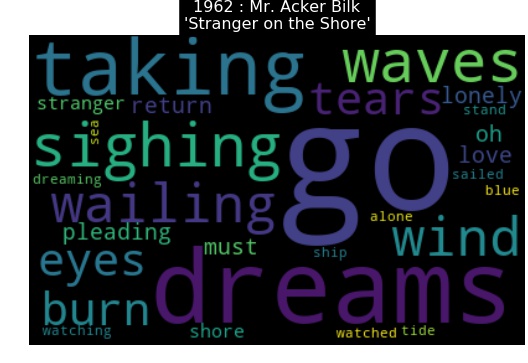 1962 : Mr. Acker Bilk
'Stranger on the Shore'
taking waves
stranger return tears lonely
stand
sea
sighing go oh
love
dreaming sailed
wailing blue
alone
pleading must wind
ship
eyes dreams
burn
watching shore watched tide